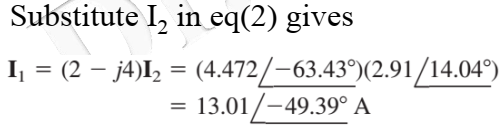 Substitute I₂ in eq(2) gives
I₁ = (2 − j4)I₂ = (4.472/−63.43°)(2.91/14.04°)
= 13.01/−49.39° A